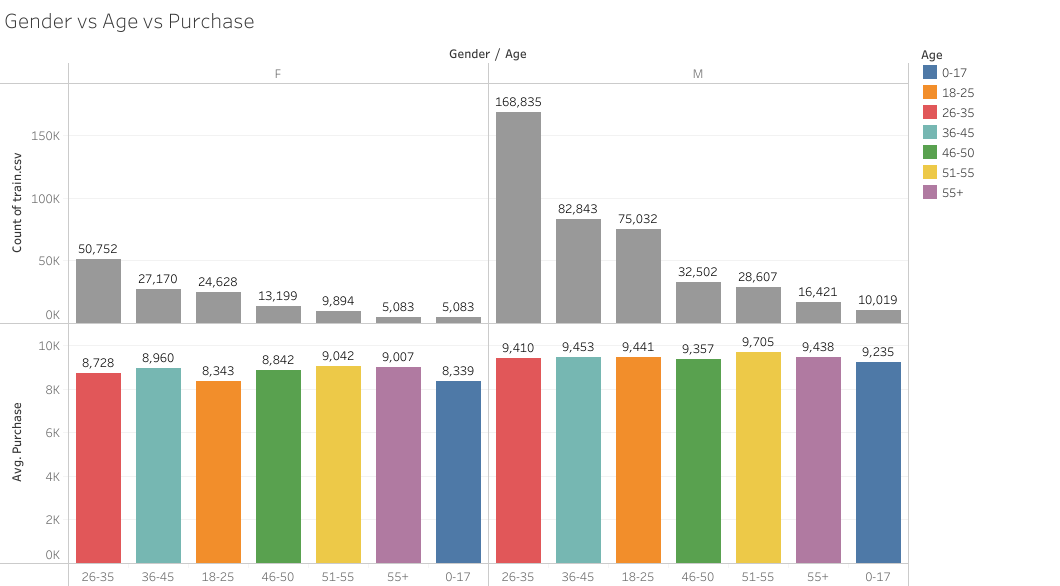 Gender vs Age vs Purchase
Gender / Age
F
M
Count of train.csv
150K
100K
50K
0K
50,752
27,170
24,628
13,199
9,894
5,083
5,083
168,835
82,843
75,032
32,502
28,607
16,421
10,019
Avg. Purchase
10K
8K
6K
4K
2K
0K
8,728
8,960
8,343
8,842
9,042
9,007
8,339
9,410
9,453
9,441
9,357
9,705
9,438
9,235
26-35
36-45
18-25
46-50
51-55
55+
0-17
26-35
36-45
18-25
46-50
51-55
55+
0-17
Age
0-17
18-25
26-35
36-45
46-50
51-55
55+